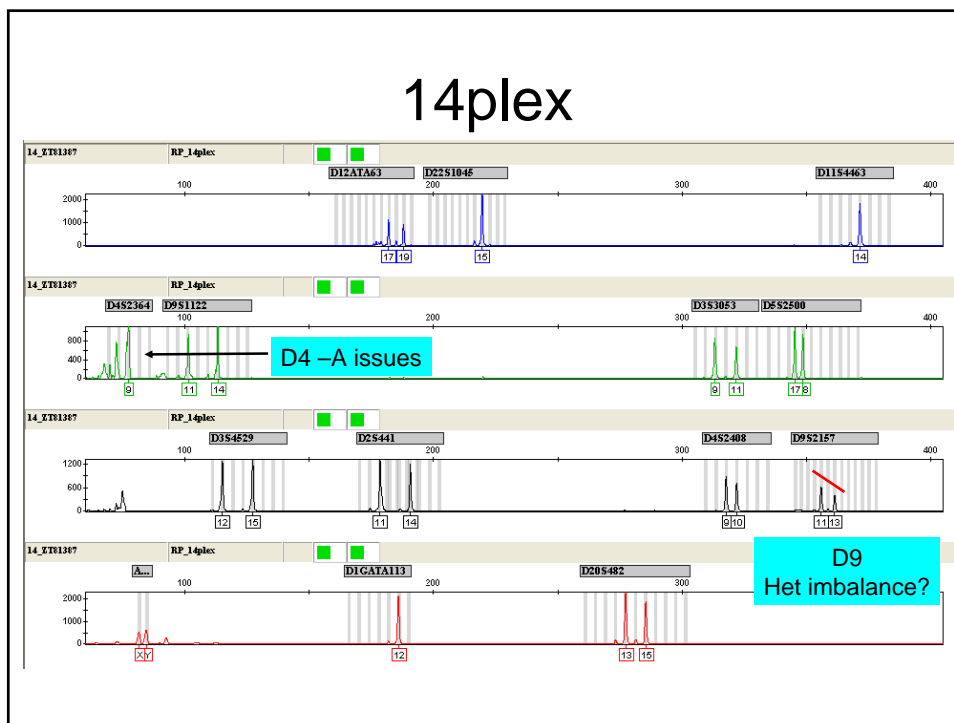 14plex
14_ZT81387 RP_14plex
D12ATA63 D22S1045 D11S4463
100 200 300 400
2000
1000
0
17 19 15 14
14_ZT81387 RP_14plex
D4S2364 D9S1122 D3S3053 D5S2500
100 200 300 400
800
400
0
D4 –A issues
9 11 14 9 11 17 8
14_ZT81387 RP_14plex
D3S4529 D2S441 D4S2408 D9S2157
100 200 300 400
1200
600
0
12 15 11 14 9 10 11 13
14_ZT81387 RP_14plex
D9
Het imbalance?
A... D1GATA113 D20S482
100 200 300
2000
1000
0
X Y 12 13 15